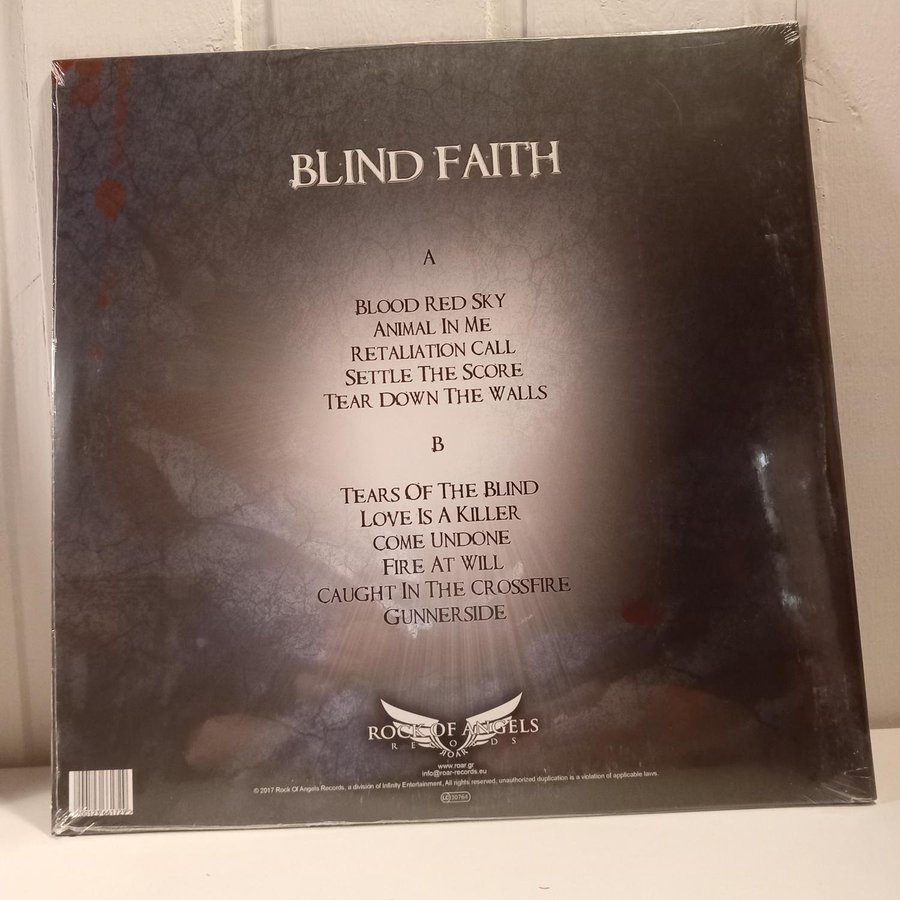 BLIND FAITH
A
BLOOD RED SKY
ANIMAL IN ME
RETALIATION CALL
SETTLE THE SCORE
TEAR DOWN THE WALLS
B
TEARS OF THE BLIND
LOVE IS A KILLER
COME UNDONE
FIRE AT WILL
CAUGHT IN THE CROSSFIRE
GUNNERSIDE
ROCK OF ANGELS
RECORDS
ROAR
www.roar.gr
info@roar-records.eu
© 2017 Rock Of Angels Records, a division of Infinity Entertainment, All rights reserved, unauthorized duplication is a violation of applicable laws.
LC 30764